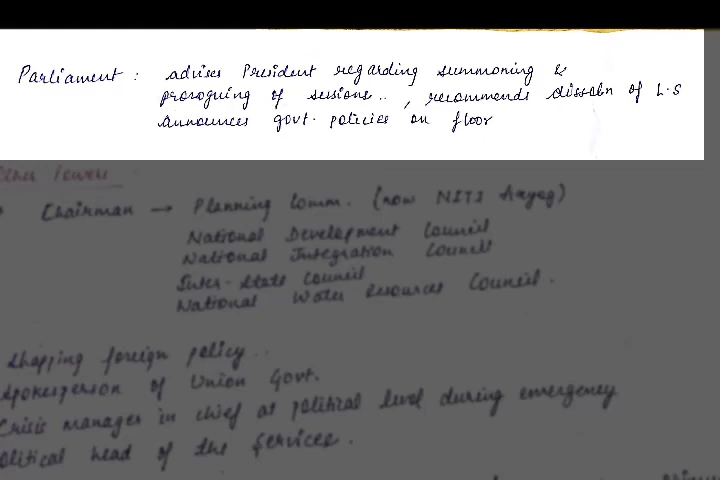 Parliament : advises President regarding summoning &
proroguing of sessions.. , recommends dissoln of L.S
announces govt. policies on floor
Other Powers
Chairman → Planning Comm. (now NITI Aayog)
National Development Council
National Integration Council
Inter-State Council
National Water Resources Council.
Shapping foreign policy..
Spokesperson of Union Govt.
Crisis manager in chief at political level during emergency
Political head of the Services.